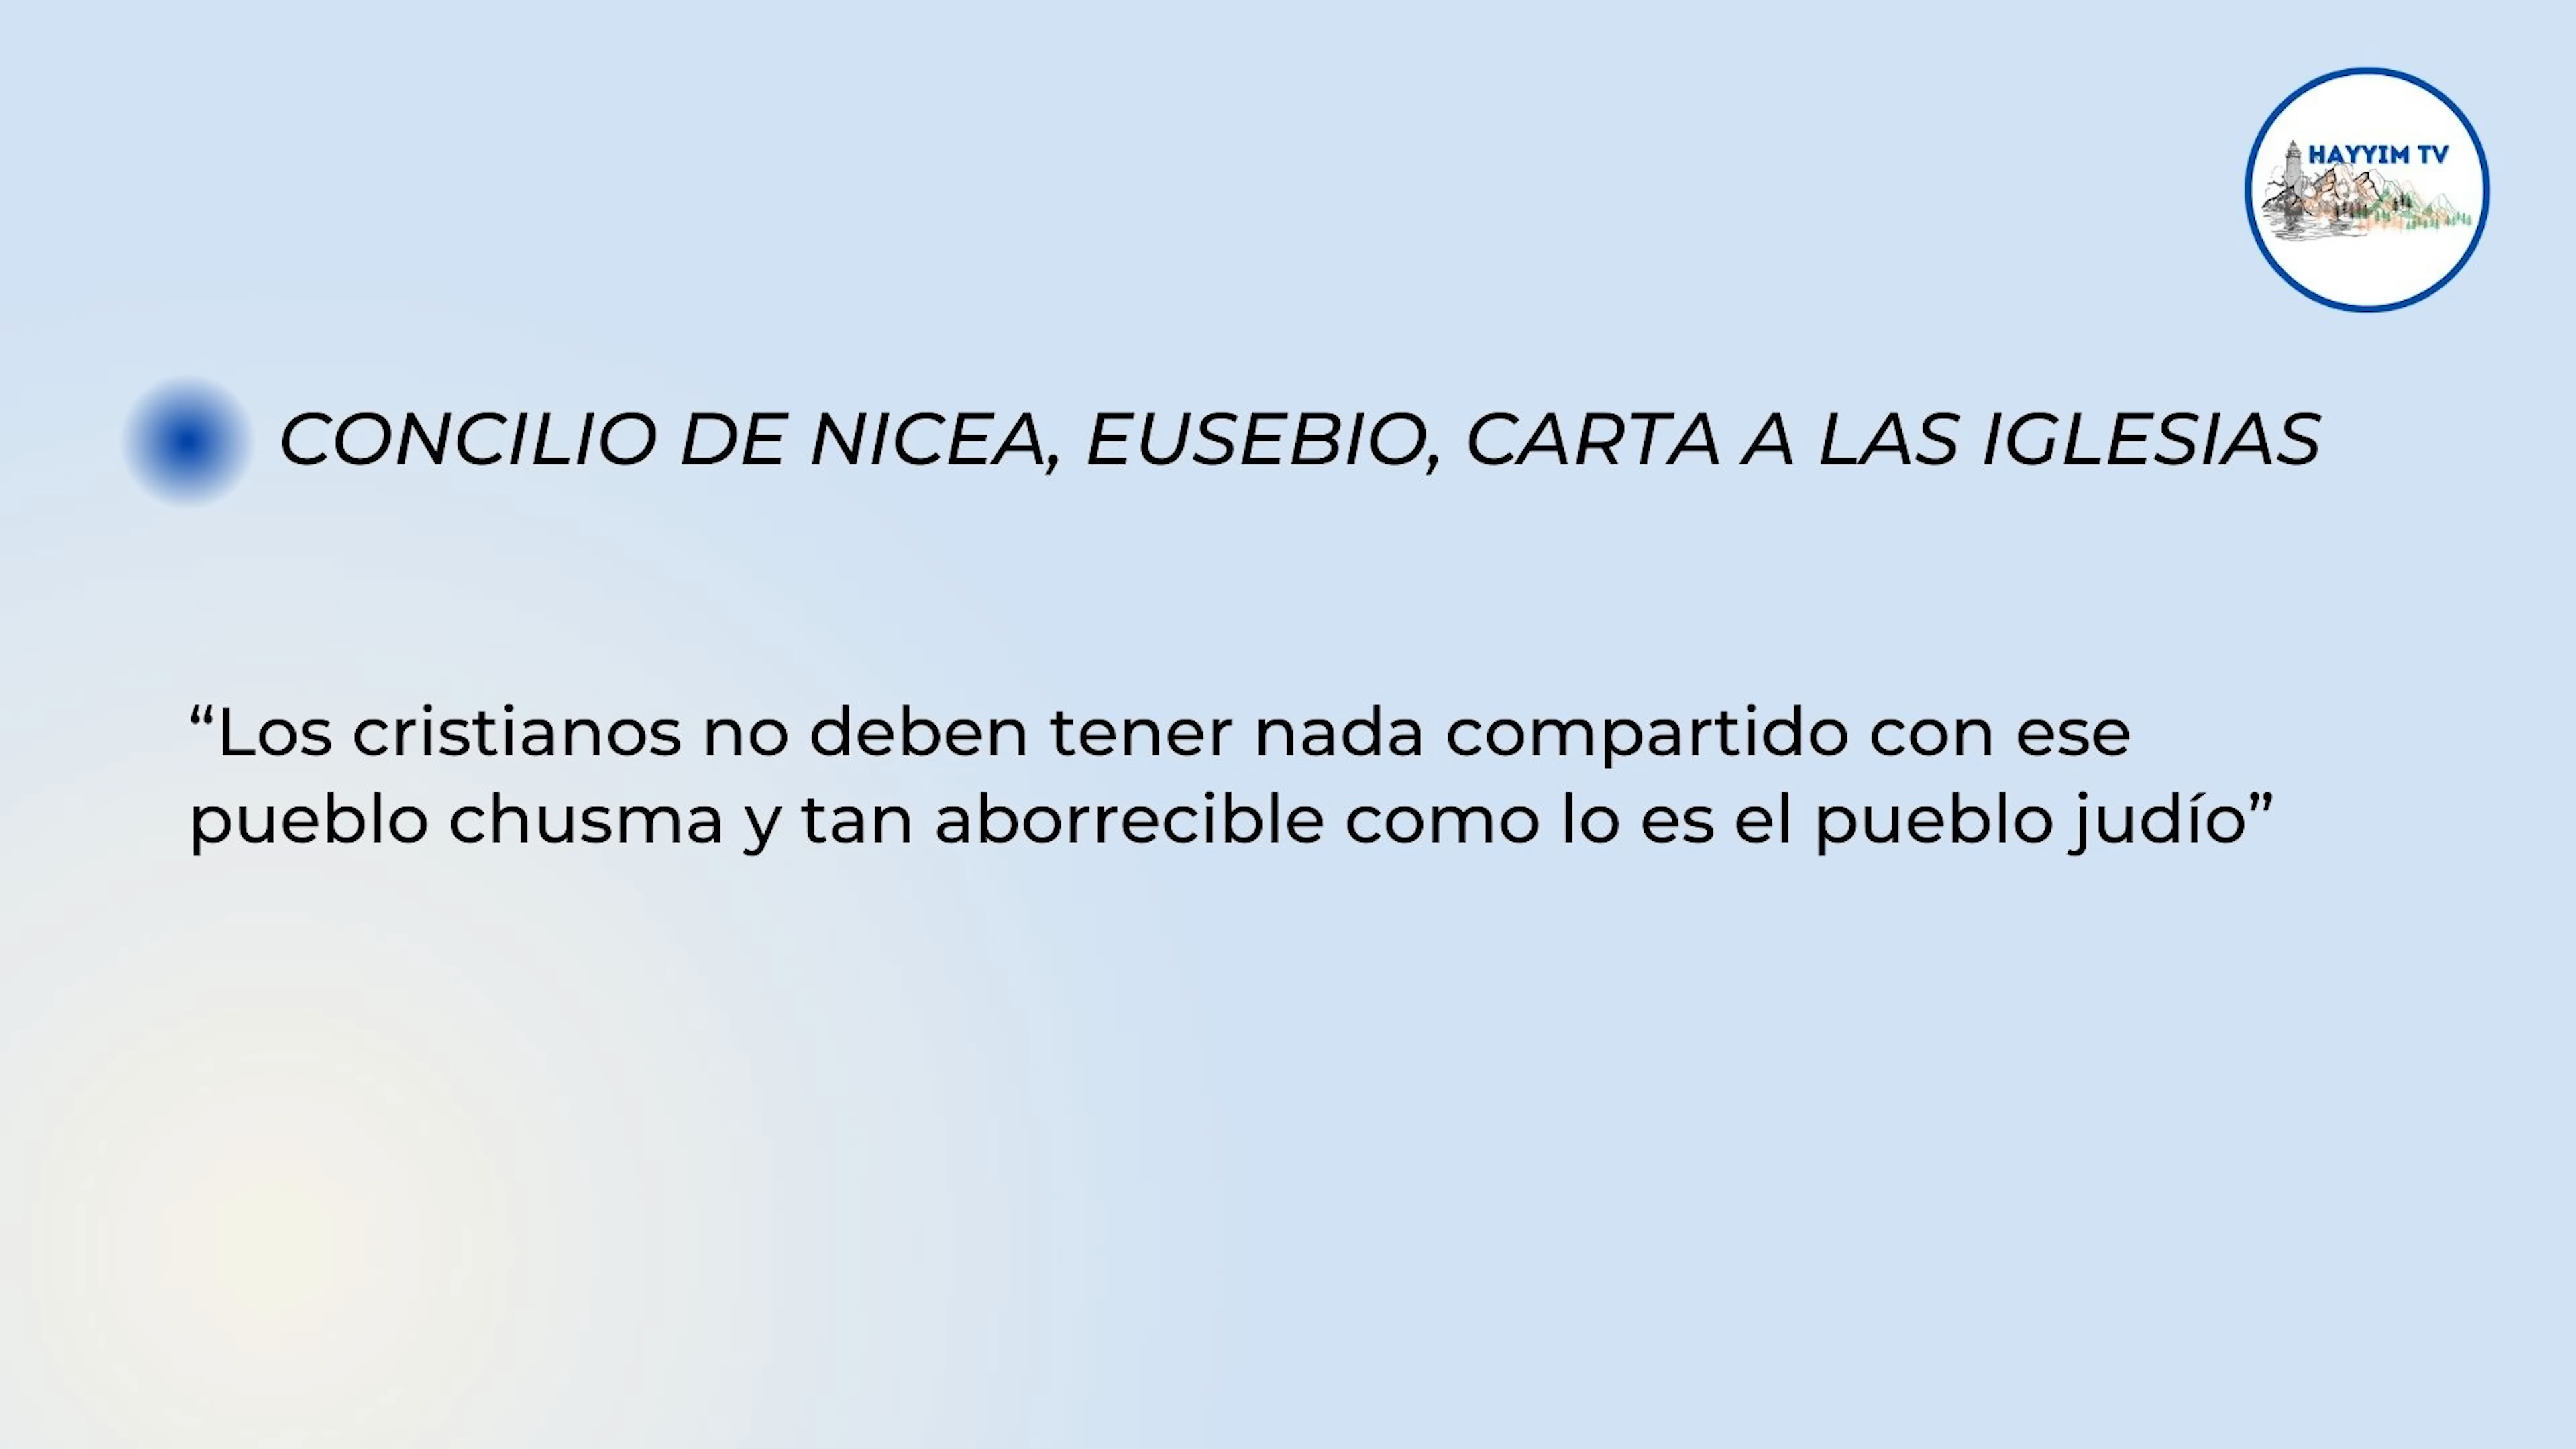 HAYYIM TV
CONCILIO DE NICEA, EUSEBIO, CARTA A LAS IGLESIAS
“Los cristianos no deben tener nada compartido con ese
pueblo chusma y tan aborrecible como lo es el pueblo judío”